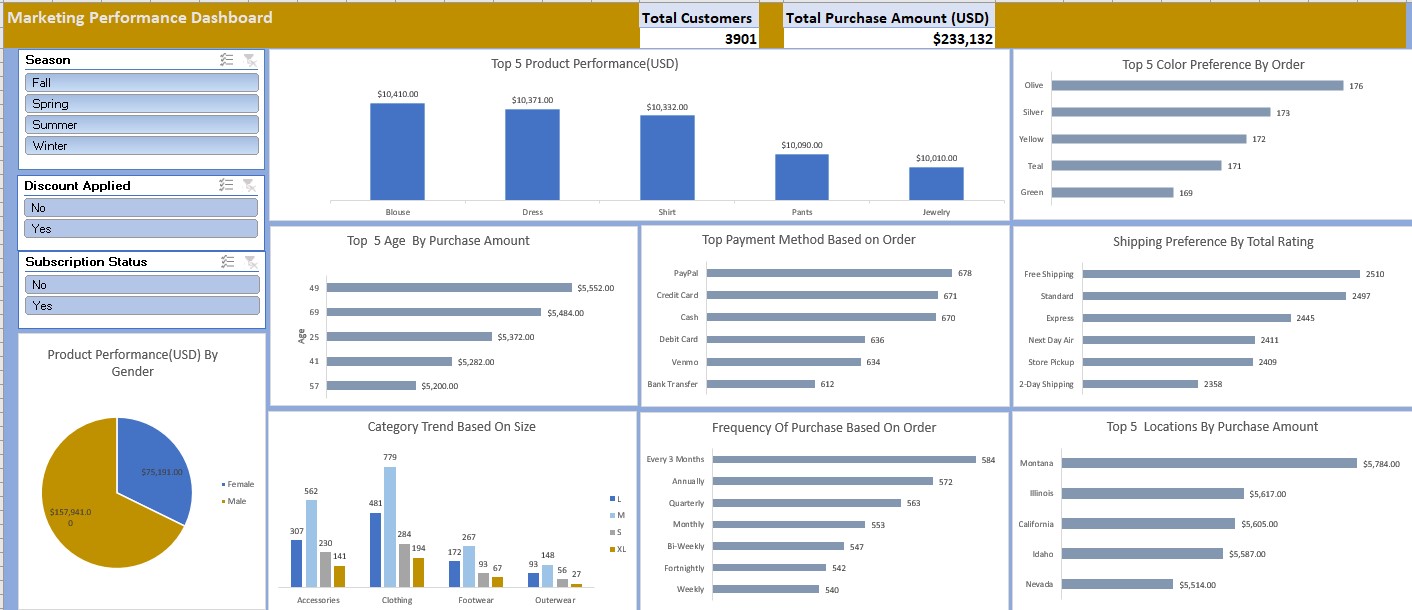 Marketing Performance Dashboard
Total Customers
3901
Total Purchase Amount (USD)
$233,132
Season
Fall
Spring
Summer
Winter
Discount Applied
No
Yes
Subscription Status
No
Yes
Product Performance(USD) By
Gender
$75,191.00
$157,941.0
0
Female
Male
Top 5 Product Performance(USD)
$10,410.00
$10,371.00
$10,332.00
$10,090.00
$10,010.00
Blouse
Dress
Shirt
Pants
Jewelry
Top 5 Color Preference By Order
Olive 176
Silver 173
Yellow 172
Teal 171
Green 169
Top  5 Age  By Purchase Amount
Age
49 $5,552.00
69 $5,484.00
25 $5,372.00
41 $5,282.00
57 $5,200.00
Top Payment Method Based on Order
PayPal 678
Credit Card 671
Cash 670
Debit Card 636
Venmo 634
Bank Transfer 612
Shipping Preference By Total Rating
Free Shipping 2510
Standard 2497
Express 2445
Next Day Air 2411
Store Pickup 2409
2-Day Shipping 2358
Category Trend Based On Size
307 562 230 141
481 779 284 194
172 267 93 67
93 148 56 27
Accessories
Clothing
Footwear
Outerwear
L
M
S
XL
Frequency Of Purchase Based On Order
Every 3 Months 584
Annually 572
Quarterly 563
Monthly 553
Bi-Weekly 547
Fortnightly 542
Weekly 540
Top 5  Locations By Purchase Amount
Montana $5,784.00
Illinois $5,617.00
California $5,605.00
Idaho $5,587.00
Nevada $5,514.00